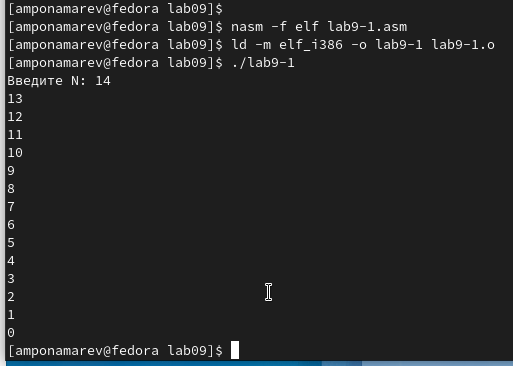 [amponamarev@fedora lab09]$
[amponamarev@fedora lab09]$ nasm -f elf lab9-1.asm
[amponamarev@fedora lab09]$ ld -m elf_i386 -o lab9-1 lab9-1.o
[amponamarev@fedora lab09]$ ./lab9-1
Введите N: 14
13
12
11
10
9
8
7
6
5
4
3
2
1
0
[amponamarev@fedora lab09]$